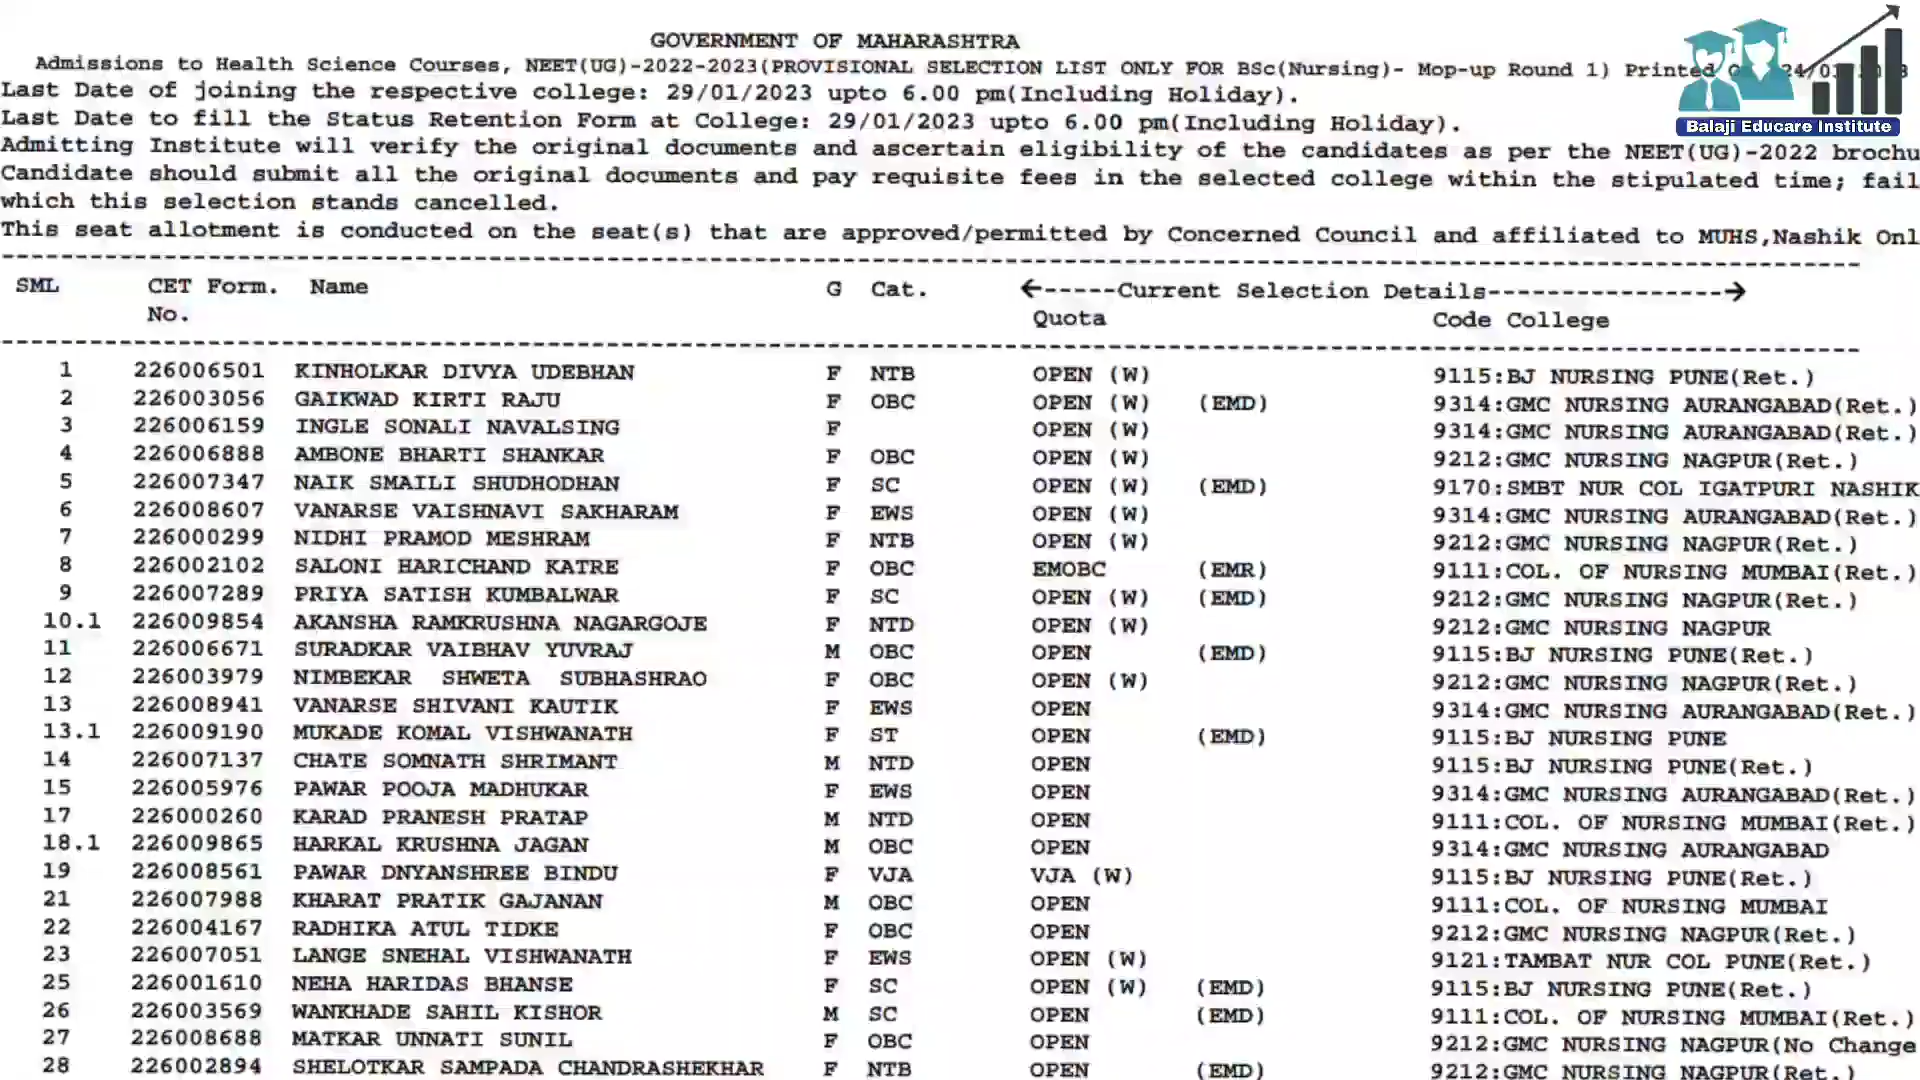 GOVERNMENT OF MAHARASHTRA
Admissions to Health Science Courses, NEET(UG)-2022-2023(PROVISIONAL SELECTION LIST ONLY FOR BSc(Nursing)- Mop-up Round 1) Printed
Balaji Educare Institute
Last Date of joining the respective college: 29/01/2023 upto 6.00 pm(Including Holiday).
Last Date to fill the Status Retention Form at College: 29/01/2023 upto 6.00 pm(Including Holiday).
Admitting Institute will verify the original documents and ascertain eligibility of the candidates as per the NEET(UG)-2022 brochu
Candidate should submit all the original documents and pay requisite fees in the selected college within the stipulated time; fail
which this selection stands cancelled.
This seat allotment is conducted on the seat(s) that are approved/permitted by Concerned Council and affiliated to MUHS,Nashik Onl
SML CET Form. Name G Cat. ←------Current Selection Details----------------→
No. Quota Code College
1 226006501 KINHOLKAR DIVYA UDEBHAN F NTB OPEN (W) 9115:BJ NURSING PUNE(Ret.)
2 226003056 GAIKWAD KIRTI RAJU F OBC OPEN (W) (EMD) 9314:GMC NURSING AURANGABAD(Ret.)
3 226006159 INGLE SONALI NAVALSING F OPEN (W) 9314:GMC NURSING AURANGABAD(Ret.)
4 226006888 AMBONE BHARTI SHANKAR F OBC OPEN (W) 9212:GMC NURSING NAGPUR(Ret.)
5 226007347 NAIK SMAILI SHUDHODHAN F SC OPEN (W) (EMD) 9170:SMBT NUR COL IGATPURI NASHIK
6 226008607 VANARSE VAISHNAVI SAKHARAM F EWS OPEN (W) 9314:GMC NURSING AURANGABAD(Ret.)
7 226000299 NIDHI PRAMOD MESHRAM F NTB OPEN (W) 9212:GMC NURSING NAGPUR(Ret.)
8 226002102 SALONI HARICHAND KATRE F OBC EMOBC (EMR) 9111:COL. OF NURSING MUMBAI(Ret.)
9 226007289 PRIYA SATISH KUMBALWAR F SC OPEN (W) (EMD) 9212:GMC NURSING NAGPUR(Ret.)
10.1 226009854 AKANSHA RAMKRUSHNA NAGARGOJE F NTD OPEN (W) 9212:GMC NURSING NAGPUR
11 226006671 SURADKAR VAIBHAV YUVRAJ M OBC OPEN (EMD) 9115:BJ NURSING PUNE(Ret.)
12 226003979 NIMBEKAR SHWETA SUBHASHRAO F OBC OPEN (W) 9212:GMC NURSING NAGPUR(Ret.)
13 226008941 VANARSE SHIVANI KAUTIK F EWS OPEN 9314:GMC NURSING AURANGABAD(Ret.)
13.1 226009190 MUKADE KOMAL VISHWANATH F ST OPEN (EMD) 9115:BJ NURSING PUNE
14 226007137 CHATE SOMNATH SHRIMANT M NTD OPEN 9115:BJ NURSING PUNE(Ret.)
15 226005976 PAWAR POOJA MADHUKAR F EWS OPEN 9314:GMC NURSING AURANGABAD(Ret.)
17 226000260 KARAD PRANESH PRATAP M NTD OPEN 9111:COL. OF NURSING MUMBAI(Ret.)
18.1 226009865 HARKAL KRUSHNA JAGAN M OBC OPEN 9314:GMC NURSING AURANGABAD
19 226008561 PAWAR DNYANSHREE BINDU F VJA VJA (W) 9115:BJ NURSING PUNE(Ret.)
21 226007988 KHARAT PRATIK GAJANAN M OBC OPEN 9111:COL. OF NURSING MUMBAI
22 226004167 RADHIKA ATUL TIDKE F OBC OPEN 9212:GMC NURSING NAGPUR(Ret.)
23 226007051 LANGE SNEHAL VISHWANATH F EWS OPEN (W) 9121:TAMBAT NUR COL PUNE(Ret.)
25 226001610 NEHA HARIDAS BHANSE F SC OPEN (W) (EMD) 9115:BJ NURSING PUNE(Ret.)
26 226003569 WANKHADE SAHIL KISHOR M SC OPEN (EMD) 9111:COL. OF NURSING MUMBAI(Ret.)
27 226008688 MATKAR UNNATI SUNIL F OBC OPEN 9212:GMC NURSING NAGPUR(No Change
28 226002894 SHELOTKAR SAMPADA CHANDRASHEKHAR F NTB OPEN (EMD) 9212:GMC NURSING NAGPUR(Ret.)